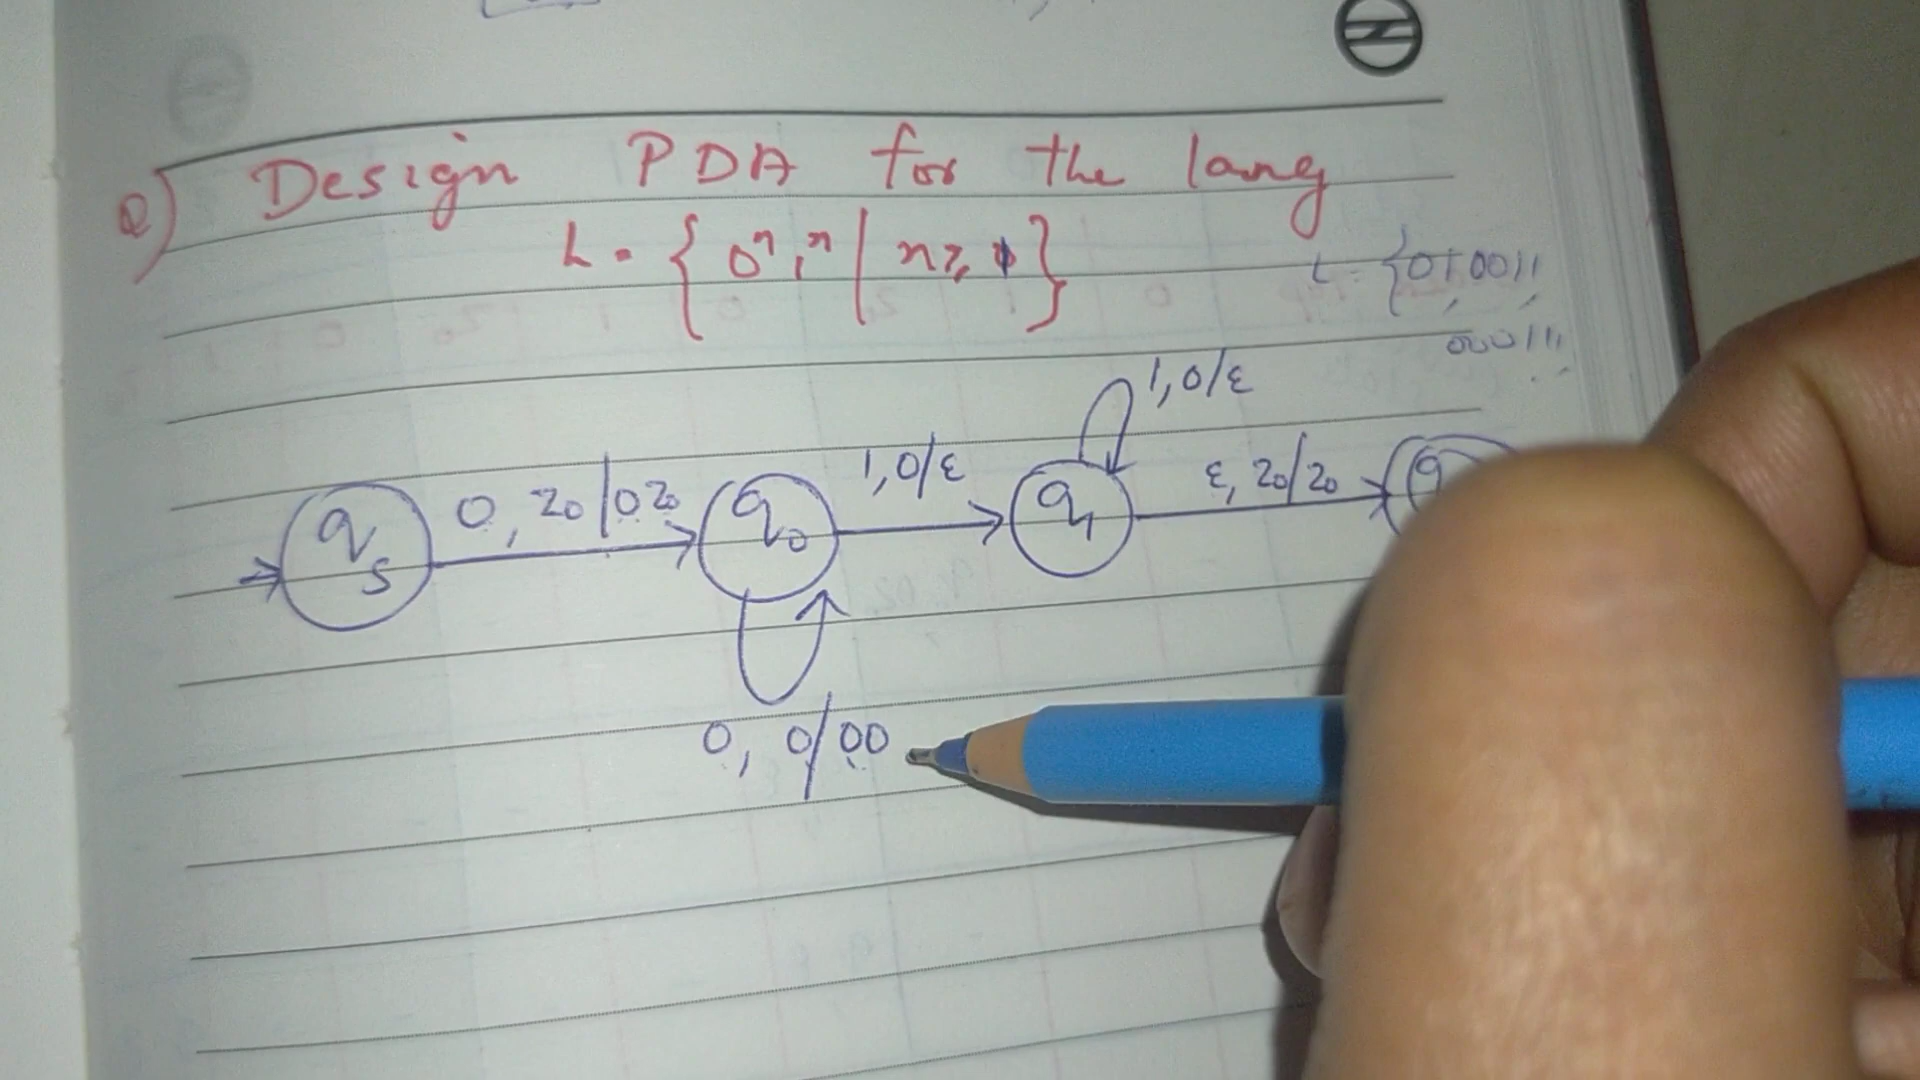 Q) Design PDA for the lang
L = { 0ⁿ1ⁿ | n ≥ 1 }
L = { 01, 0011,
000111, ...
1, 0/ε
0, z₀/0z₀
1, 0/ε
ε, z₀/z₀
qₛ
q₀
q₁
q
0, 0/00